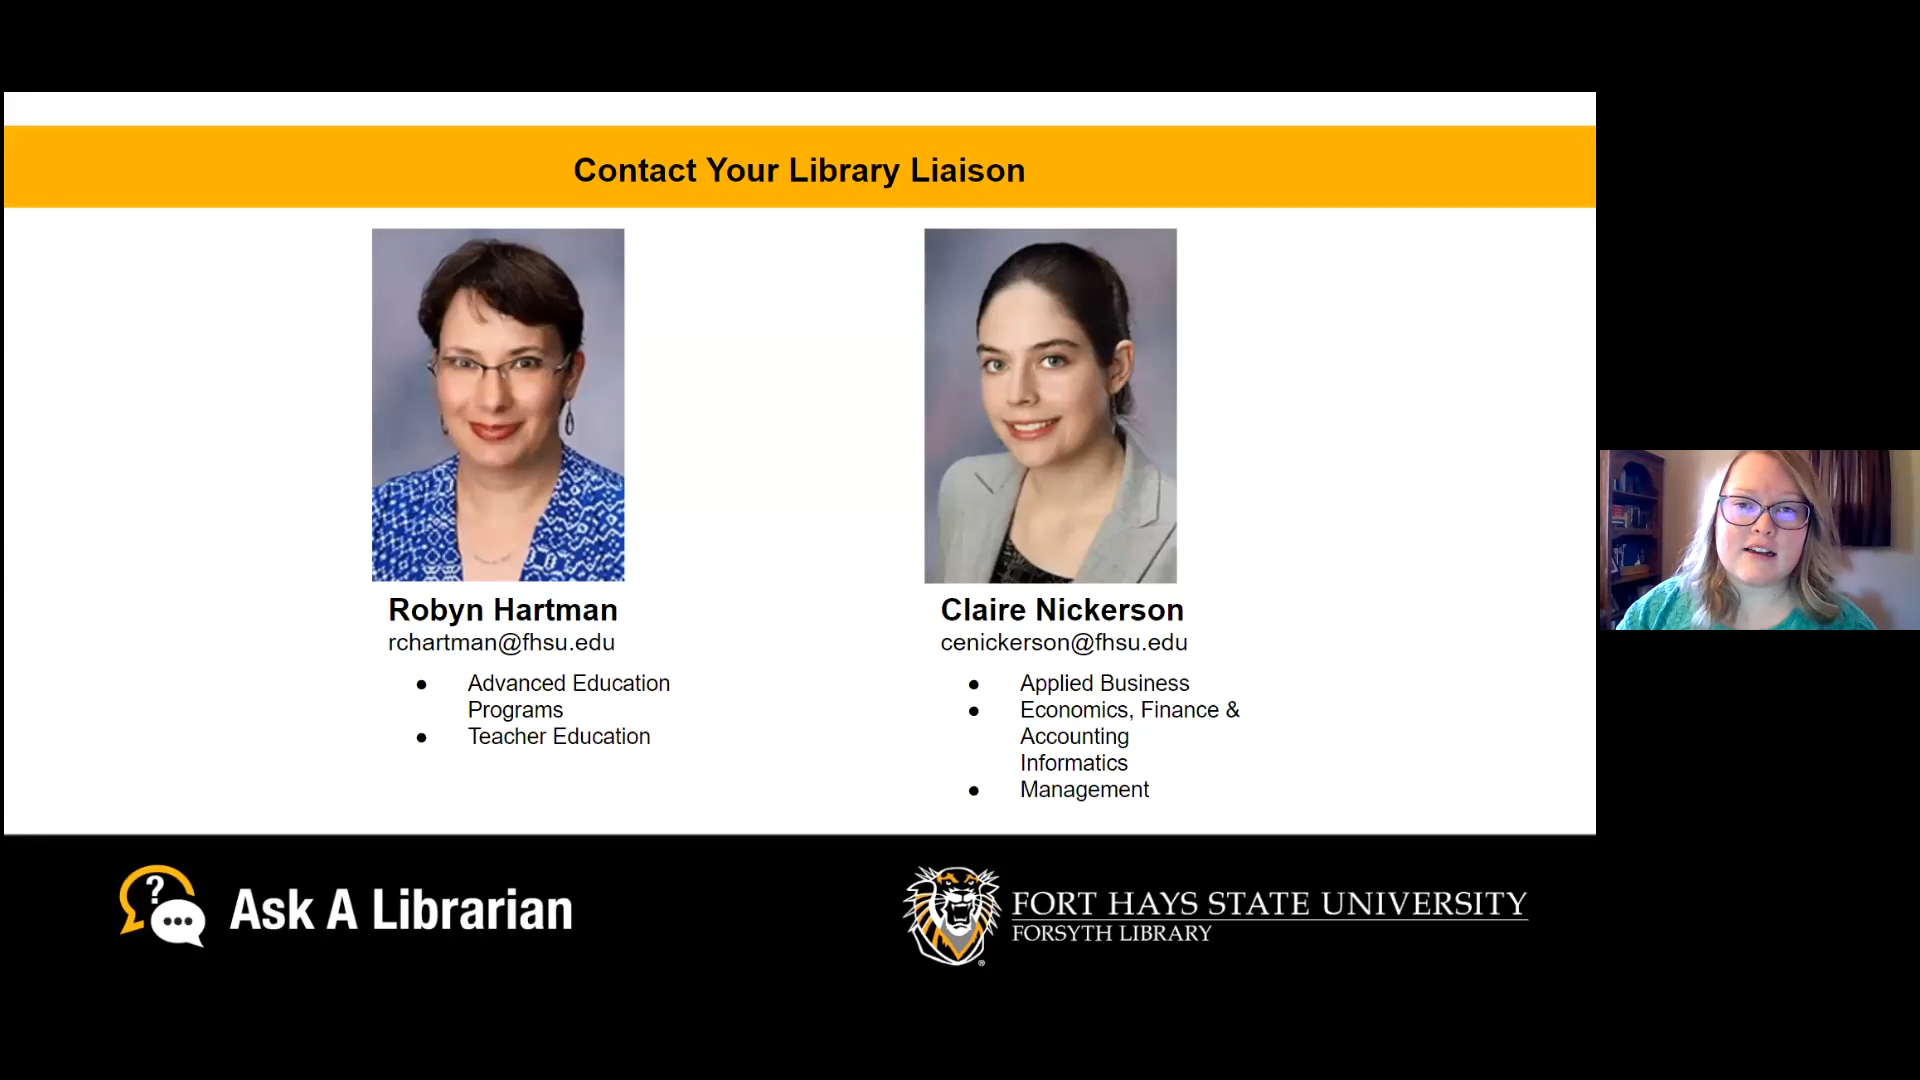 Contact Your Library Liaison
Robyn Hartman
rchartman@fhsu.edu
● Advanced Education
Programs
● Teacher Education
Claire Nickerson
cenickerson@fhsu.edu
● Applied Business
● Economics, Finance &
Accounting
Informatics
● Management
? Ask A Librarian
FORT HAYS STATE UNIVERSITY
FORSYTH LIBRARY
®